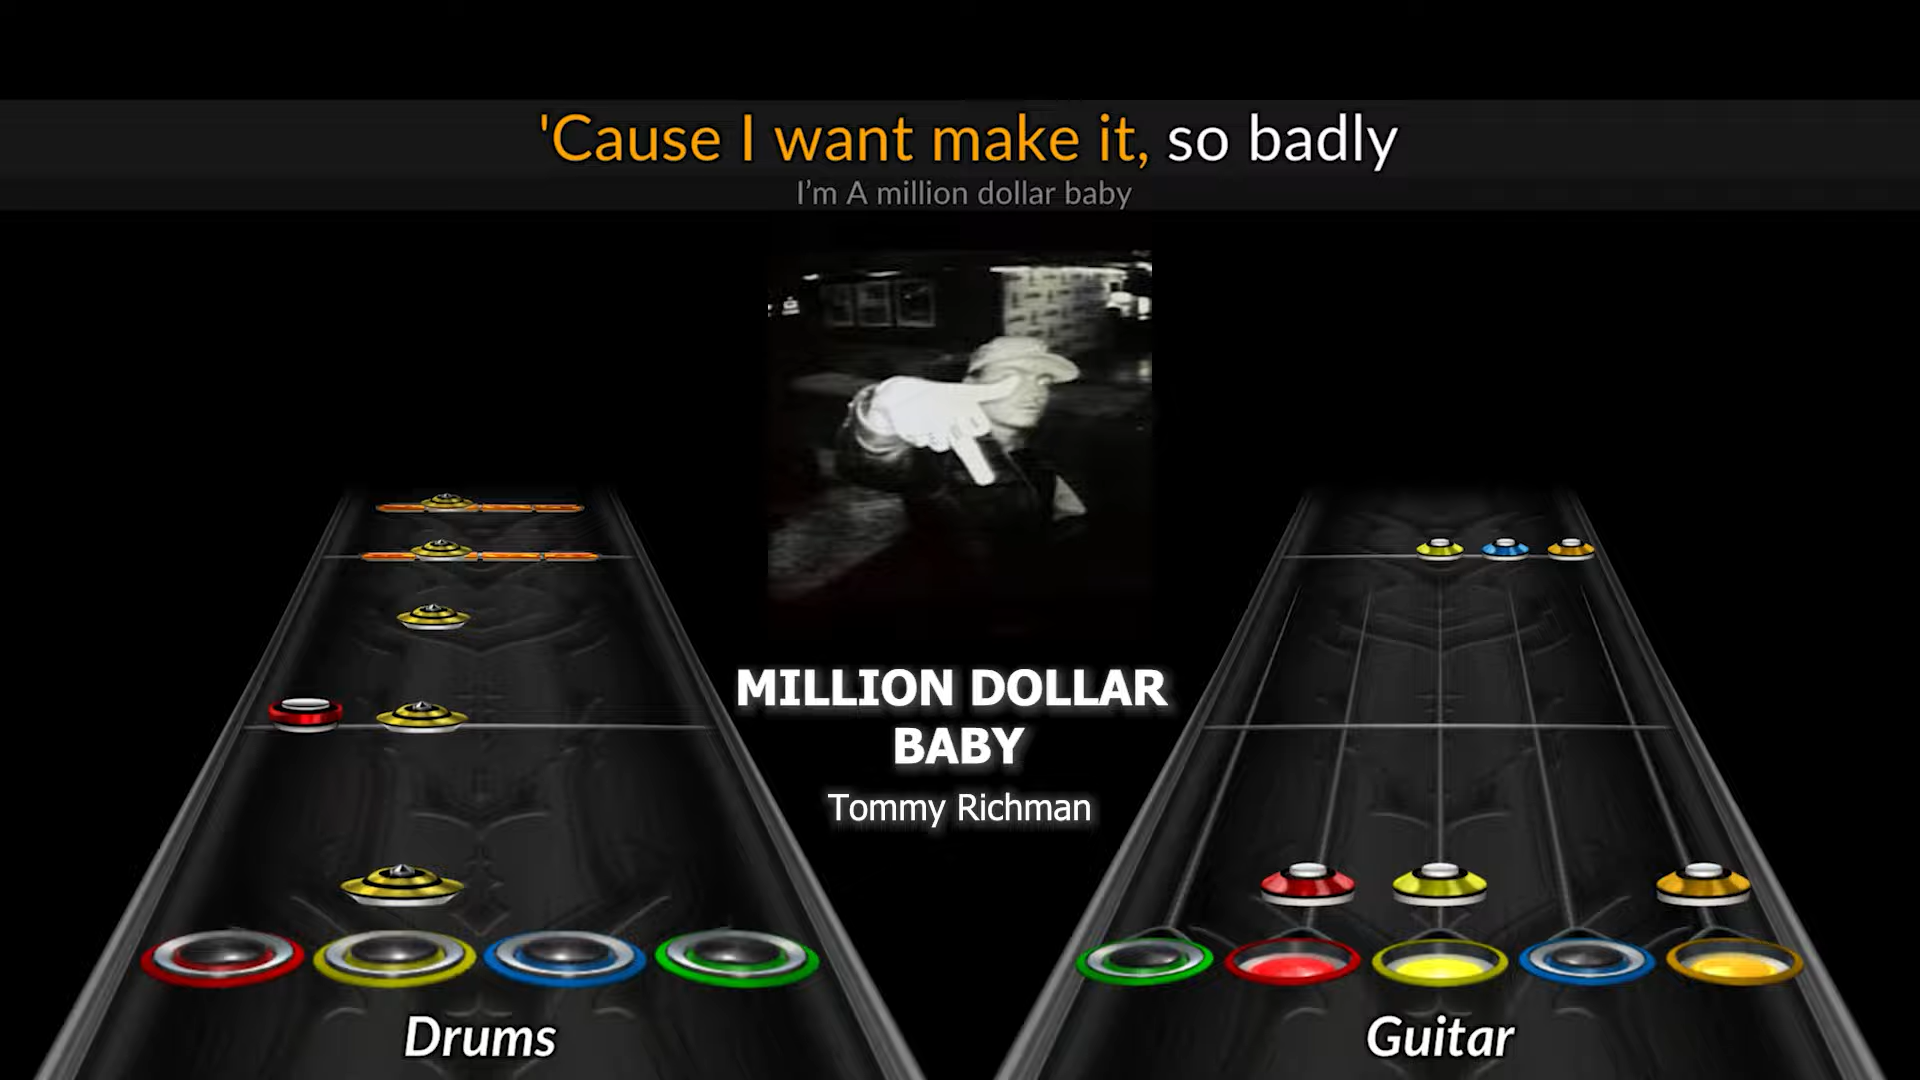 'Cause I want make it, so badly
I’m A million dollar baby
MILLION DOLLAR
BABY
Tommy Richman
Drums
Guitar